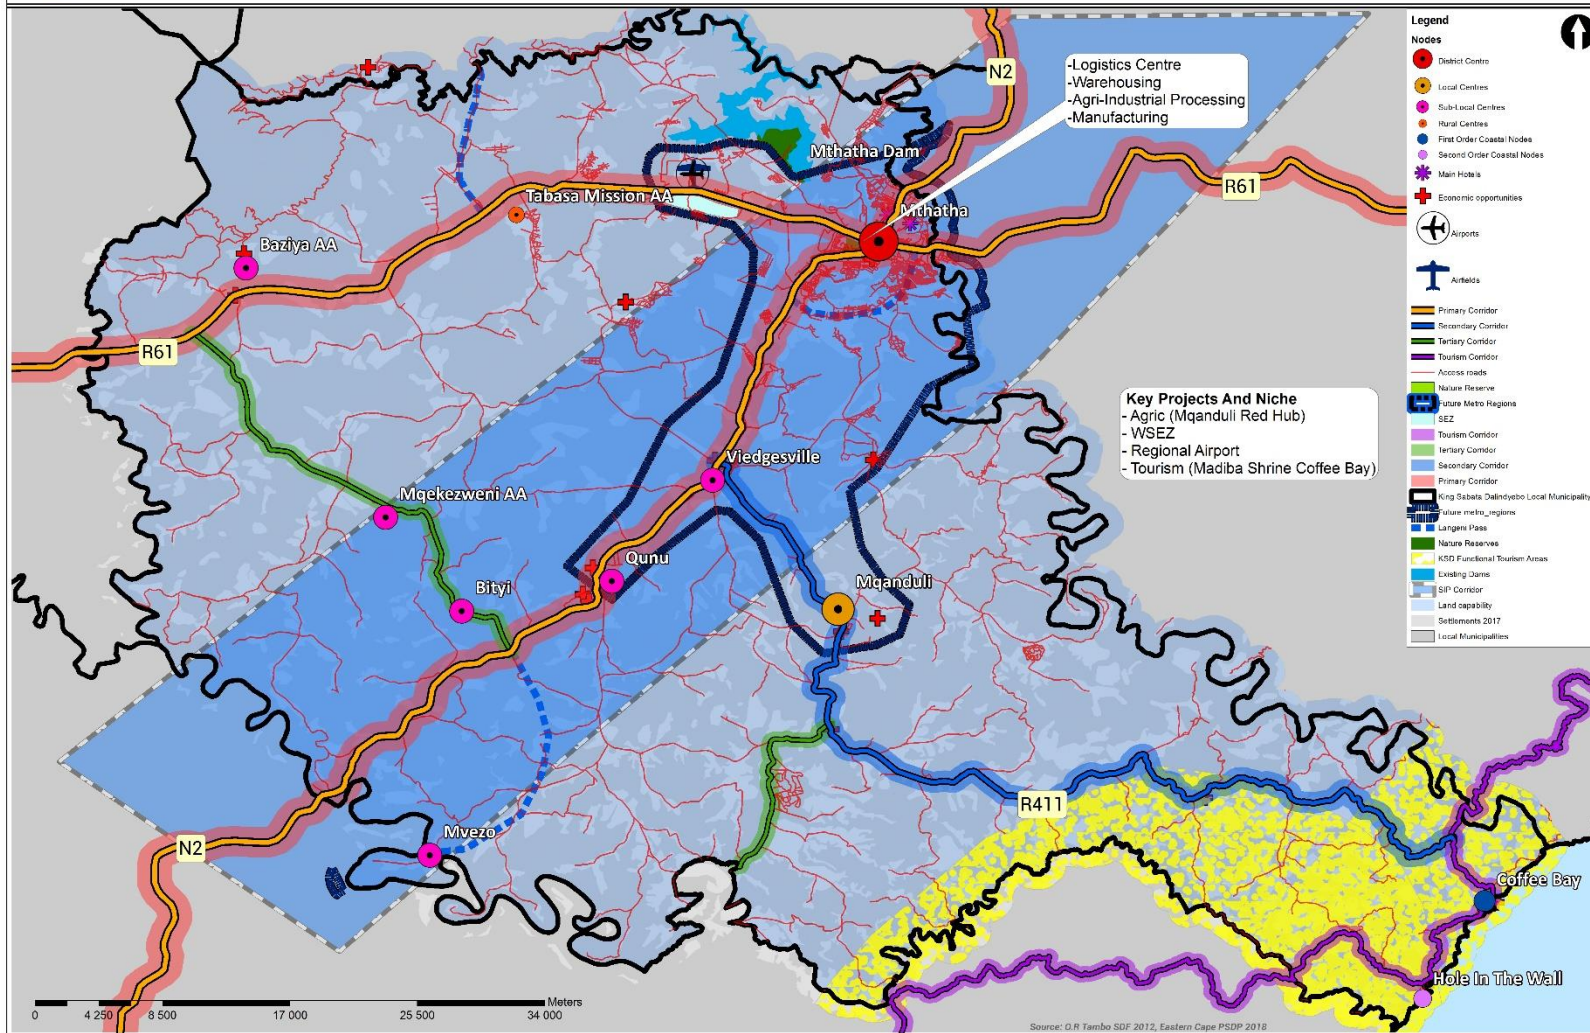 -Logistics Centre
-Warehousing
-Agri-Industrial Processing
-Manufacturing
N2
Mthatha Dam
Tabasa Mission AA
Mthatha
R61
Baziya AA
R61
Key Projects And Niche
- Agric (Mqanduli Red Hub)
- WSEZ
- Regional Airport
- Tourism (Madiba Shrine Coffee Bay)
Viedgesville
Mqekezweni AA
Qunu
Mqanduli
Bityi
R411
Mvezo
N2
Coffee Bay
Hole In The Wall
Meters
0 4 250 8 500 17 000 25 500 34 000
Source: O.R Tambo SDF 2012, Eastern Cape PSDP 2018
Legend
Nodes
District Centre
Local Centres
Sub-Local Centres
Rural Centres
First Order Coastal Nodes
Second Order Coastal Nodes
Main Hotels
Economic opportunities
Airports
Airfields
Primary Corridor
Secondary Corridor
Tertiary Corridor
Tourism Corridor
Access roads
Nature Reserve
Future Metro Regions
SEZ
Tourism Corridor
Tertiary Corridor
Secondary Corridor
Primary Corridor
King Sabata Dalindyebo Local Municipality
Future metro_regions
Langeni Pass
Nature Reserves
KSD Functional Tourism Areas
Existing Dams
SIP Corridor
Land capability
Settlements 2017
Local Municipalities